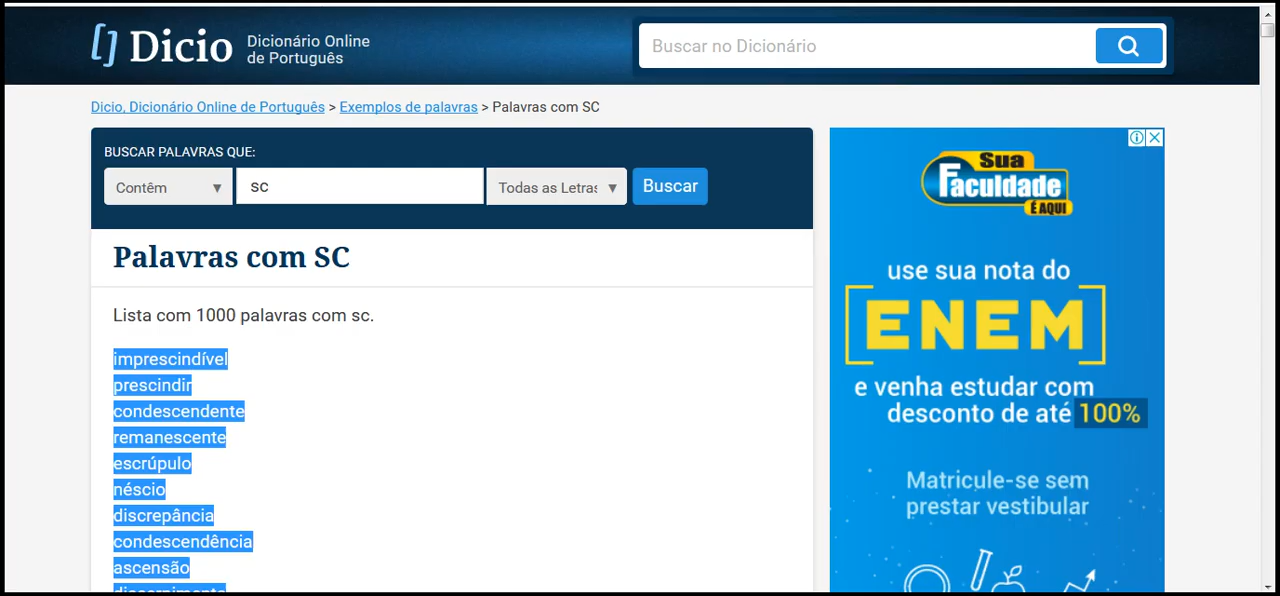 Dicio
Dicionário Online
de Português
Buscar no Dicionário
Dicio, Dicionário Online de Português > Exemplos de palavras > Palavras com SC
BUSCAR PALAVRAS QUE:
Contêm ▼ sc Todas as Letras ▼ Buscar
Palavras com SC
Lista com 1000 palavras com sc.
imprescindível
prescindir
condescendente
remanescente
escrúpulo
néscio
discrepância
condescendência
ascensão
discernimento
Sua
Faculdade
É AQUI
use sua nota do
ENEM
e venha estudar com
desconto de até 100%
Matricule-se sem
prestar vestibular